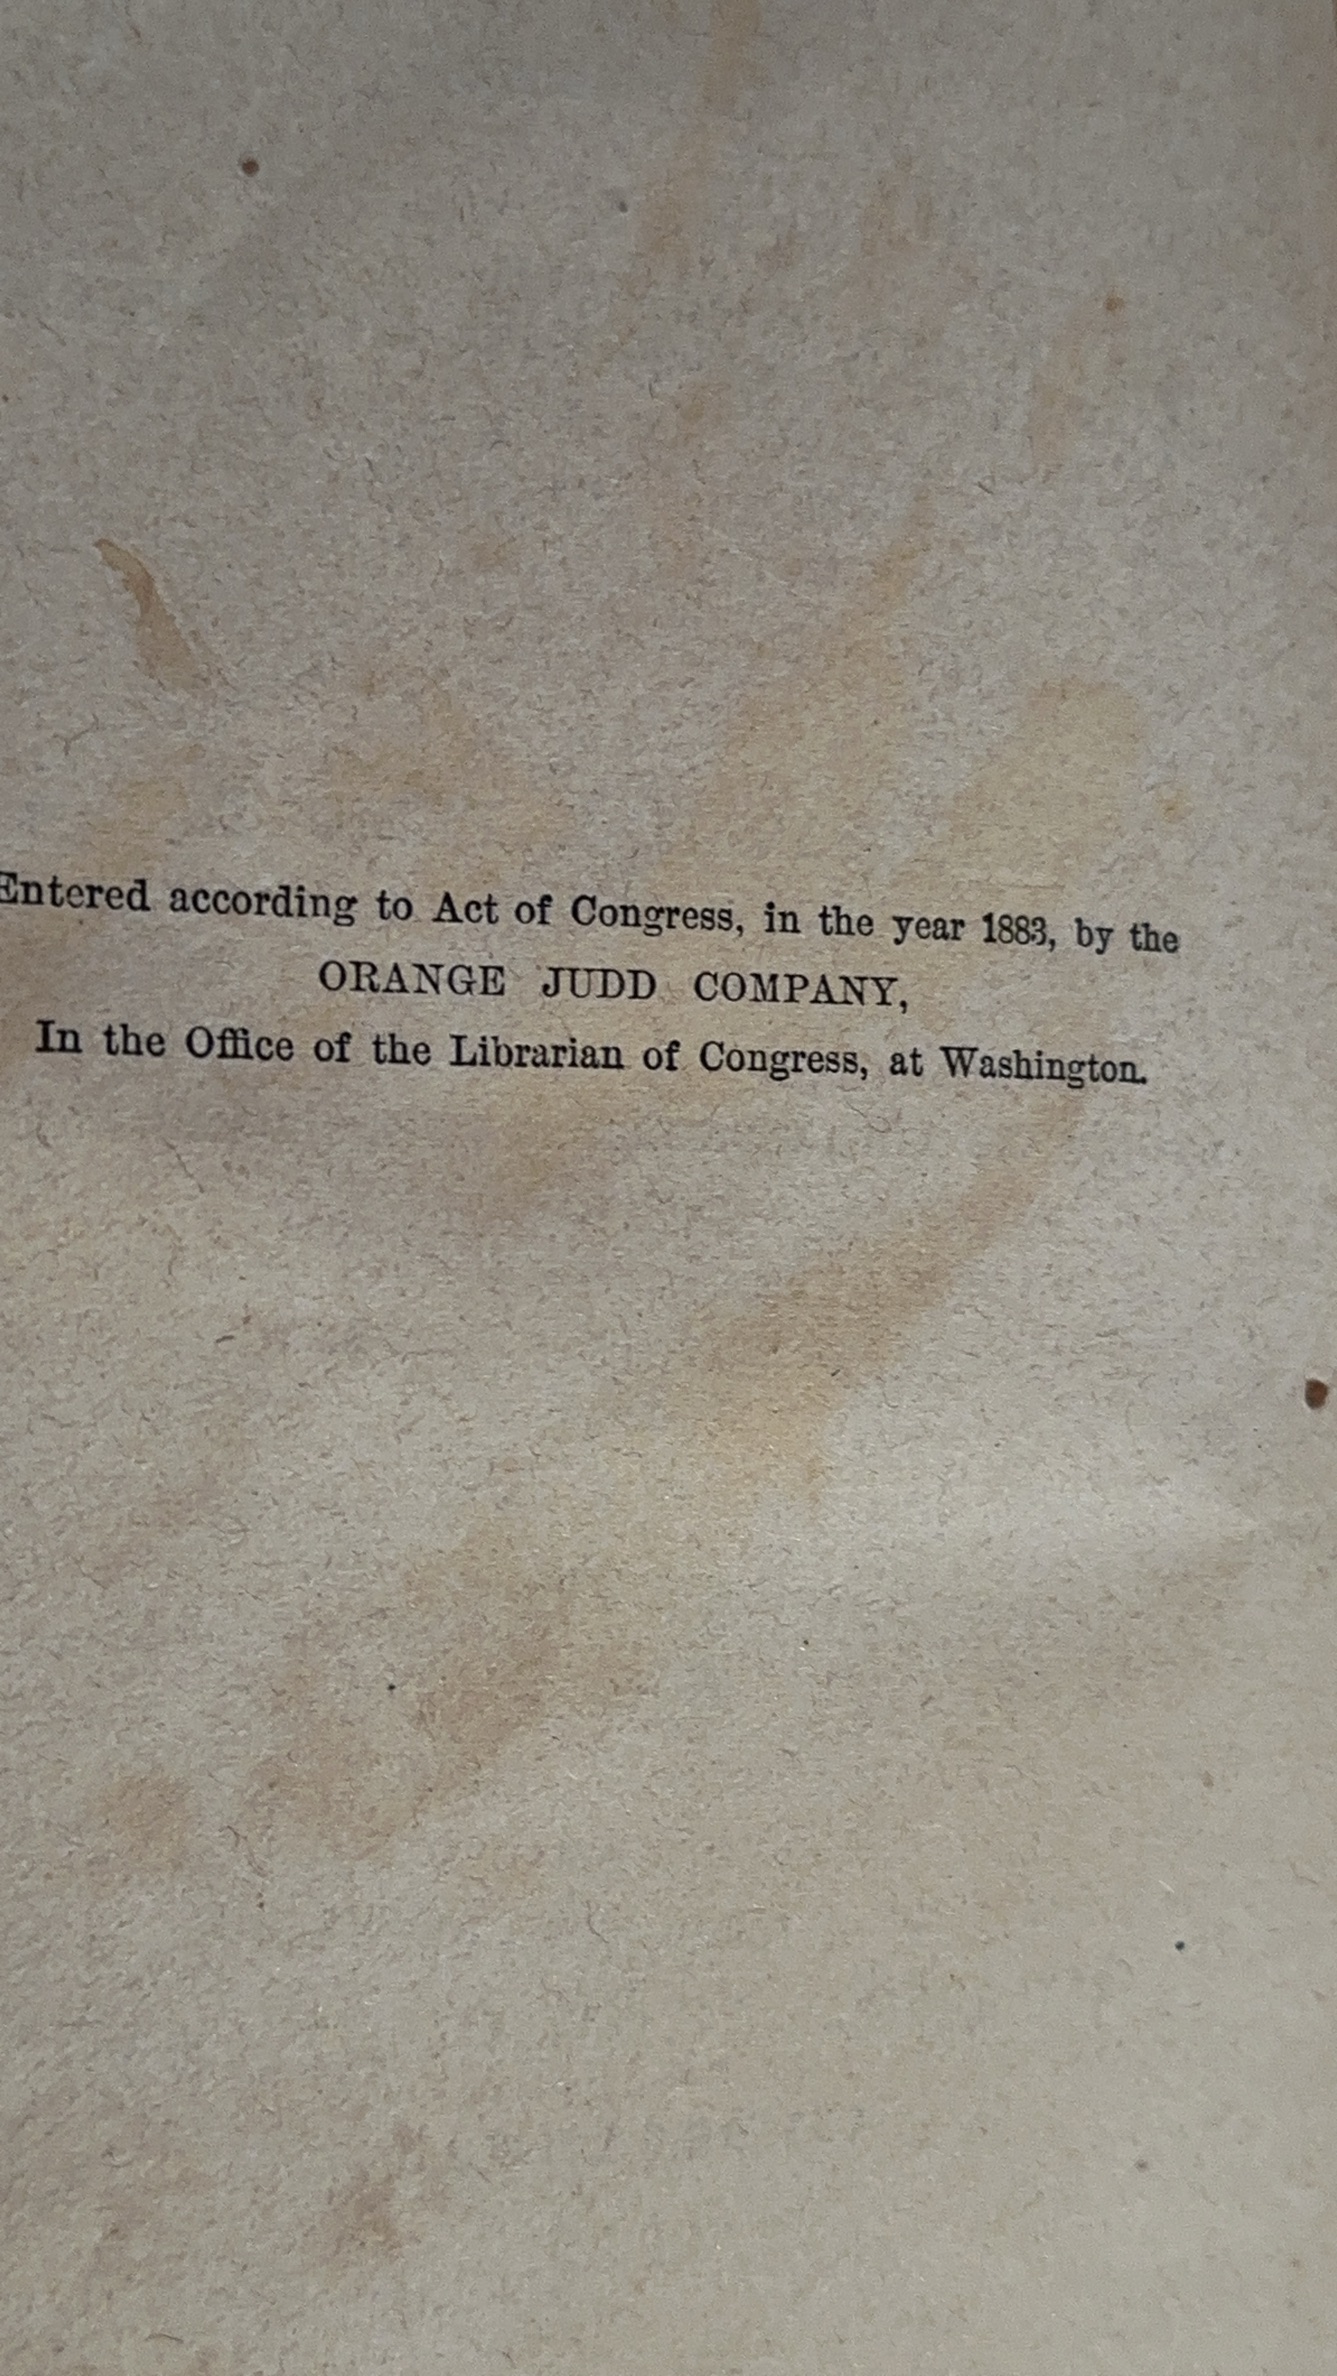 Entered according to Act of Congress, in the year 1883, by the
ORANGE JUDD COMPANY,
In the Office of the Librarian of Congress, at Washington.